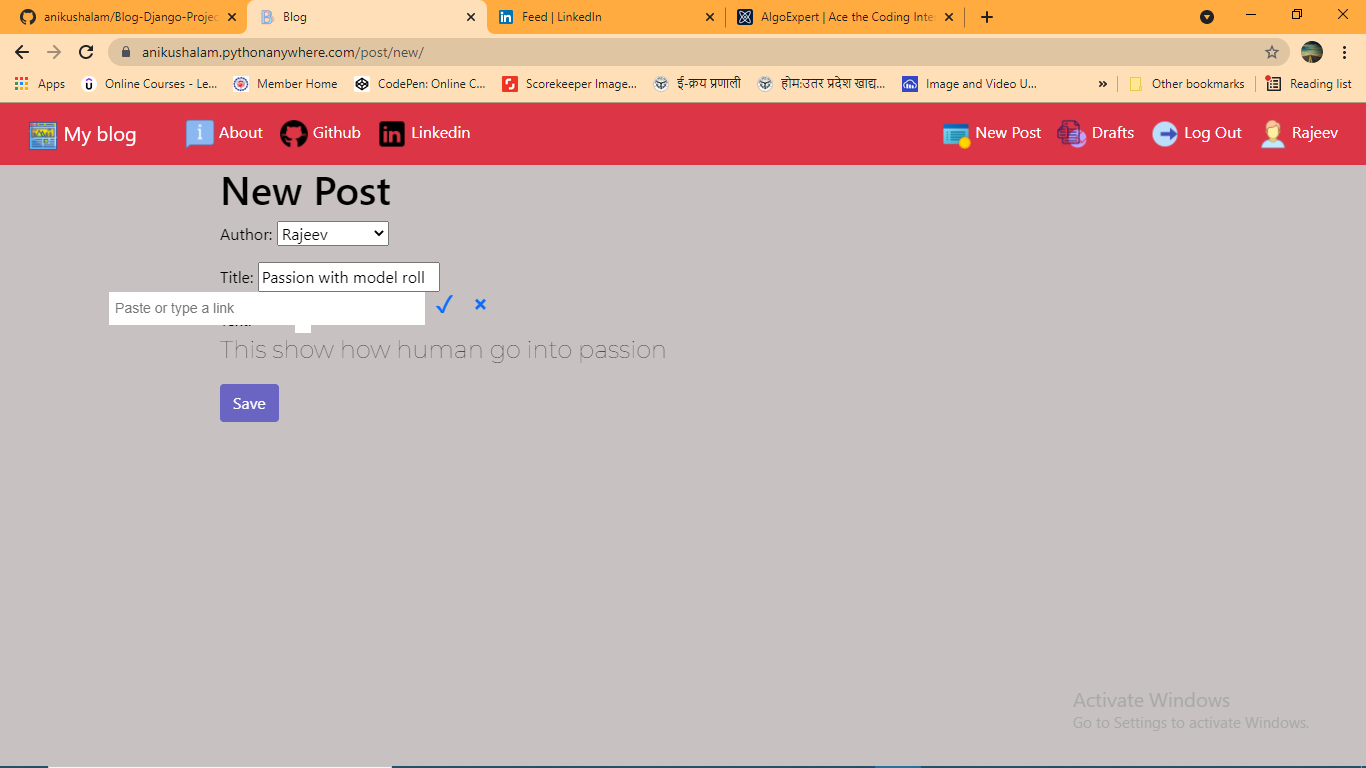 anikushalam/Blog-Django-Projec
Blog
Feed | LinkedIn
AlgoExpert | Ace the Coding Inte
anikushalam.pythonanywhere.com/post/new/
Apps
Online Courses - Le...
Member Home
CodePen: Online C...
Scorekeeper Image...
ई-क्रय प्रणाली
होम:उतर प्रदेश खाद्य...
Image and Video U...
»
Other bookmarks
Reading list
My blog
About
Github
Linkedin
New Post
Drafts
Log Out
Rajeev
New Post
Author: Rajeev
Title: Passion with model roll
Paste or type a link
This show how human go into passion
Save
Activate Windows
Go to Settings to activate Windows.